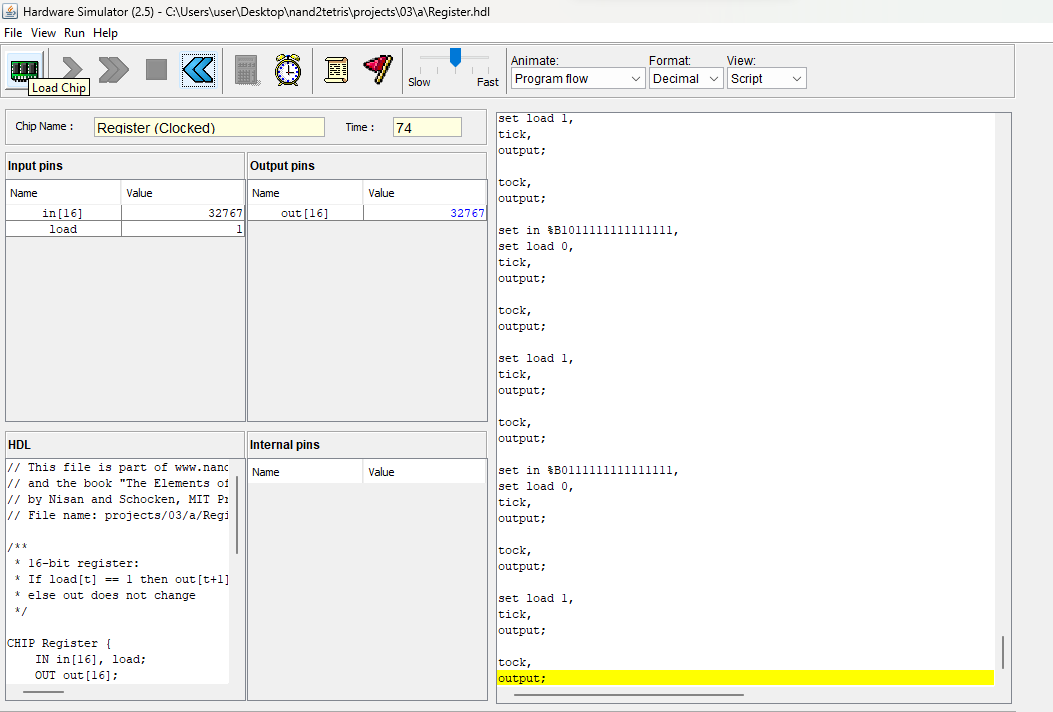 Hardware Simulator (2.5) - C:\Users\user\Desktop\nand2tetris\projects\03\a\Register.hdl
File View Run Help
Load Chip
Slow
Fast
Animate:
Program flow
Format:
Decimal
View:
Script
Chip Name :
Register (Clocked)
Time :
74
Input pins
Name Value
in[16] 32767
load 1
Output pins
Name Value
out[16] 32767
HDL
// This file is part of www.nand
// and the book "The Elements of
// by Nisan and Schocken, MIT Pr
// File name: projects/03/a/Regi
/**
* 16-bit register:
* If load[t] == 1 then out[t+1]
* else out does not change
*/
CHIP Register {
IN in[16], load;
OUT out[16];
Internal pins
Name Value
set load 1,
tick,
output;
tock,
output;
set in %B1011111111111111,
set load 0,
tick,
output;
tock,
output;
set load 1,
tick,
output;
tock,
output;
set in %B0111111111111111,
set load 0,
tick,
output;
tock,
output;
set load 1,
tick,
output;
tock,
output;